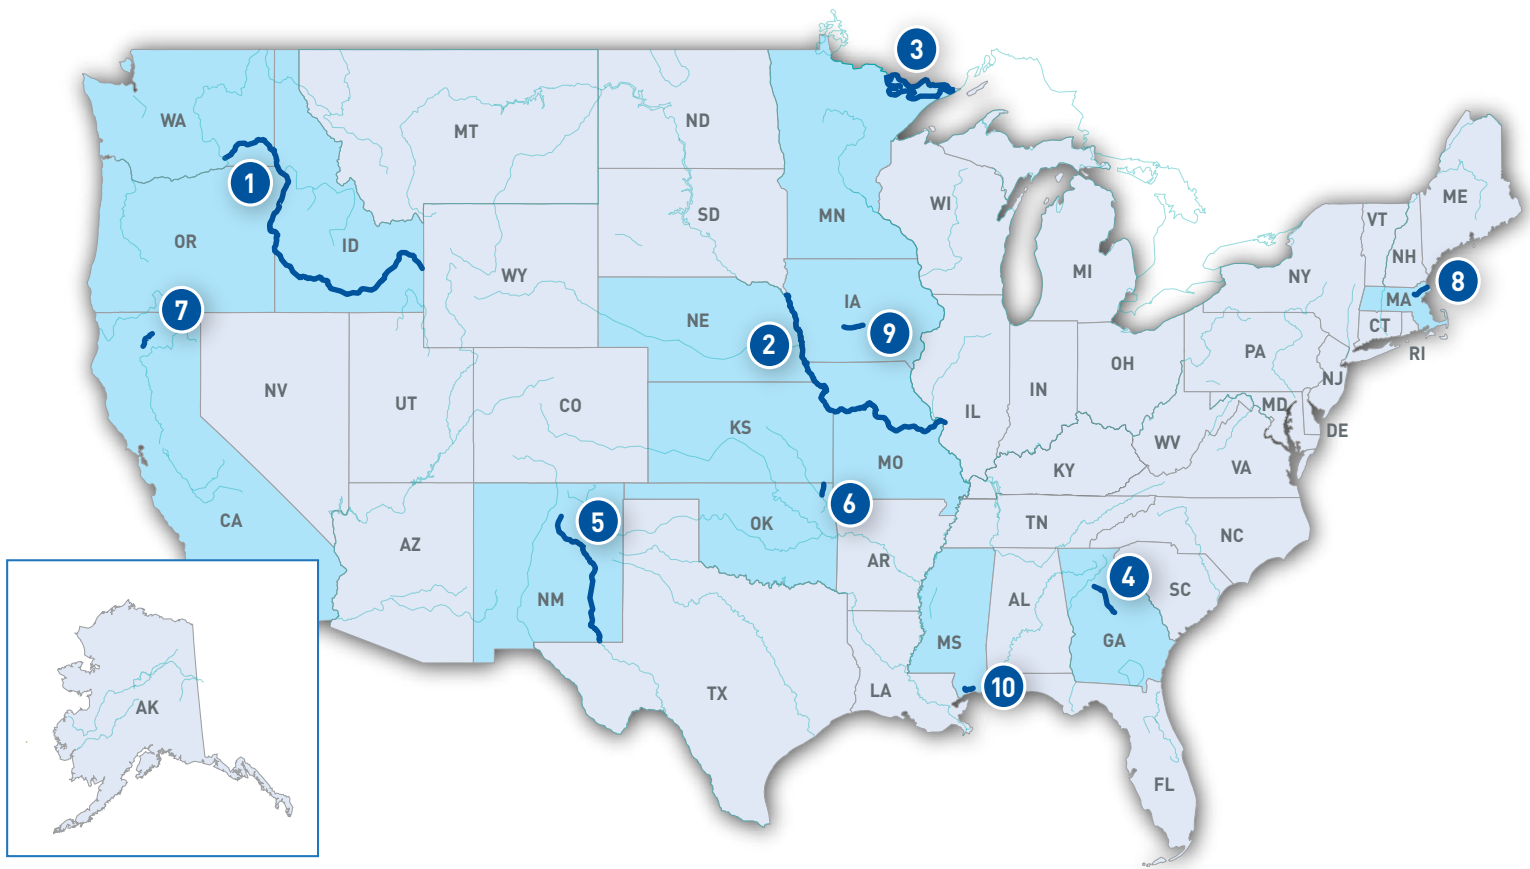 3
WA
MT
ND
1
MN
SD
WI
ME
VT
OR
ID
NH
MI
WY
NY
8
MA
7
IA
NE
9
2
CT
PA
RI
OH
NJ
NV
UT
CO
IN
IL
MD
KS
DE
WV
MO
KY
VA
6
CA
5
OK
TN
NC
AZ
AR
4
SC
NM
AL
GA
MS
10
LA
TX
AK
FL